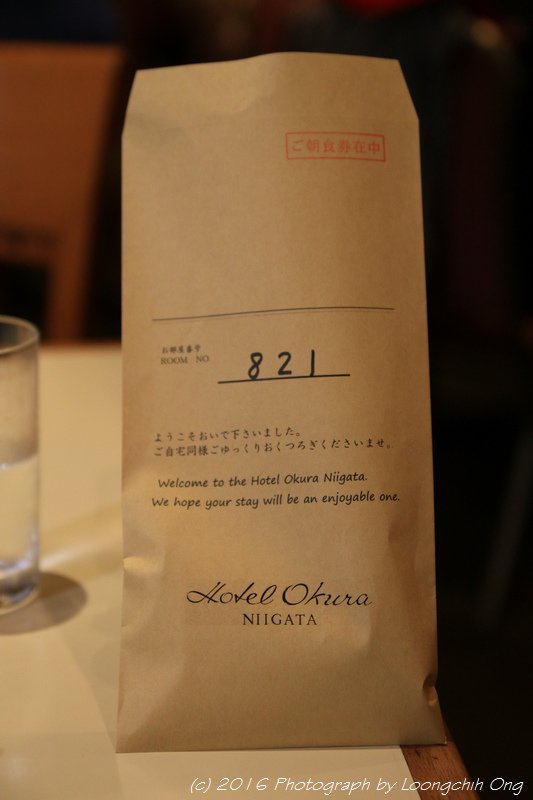 ご朝食券在中
お部屋番号
ROOM NO. 821
ようこそおいで下さいました。
ご自宅同様ごゆっくりおくつろぎくださいませ。
Welcome to the Hotel Okura Niigata.
We hope your stay will be an enjoyable one.
Hotel Okura
NIIGATA
(c) 2016 Photograph by Loongchih Ong